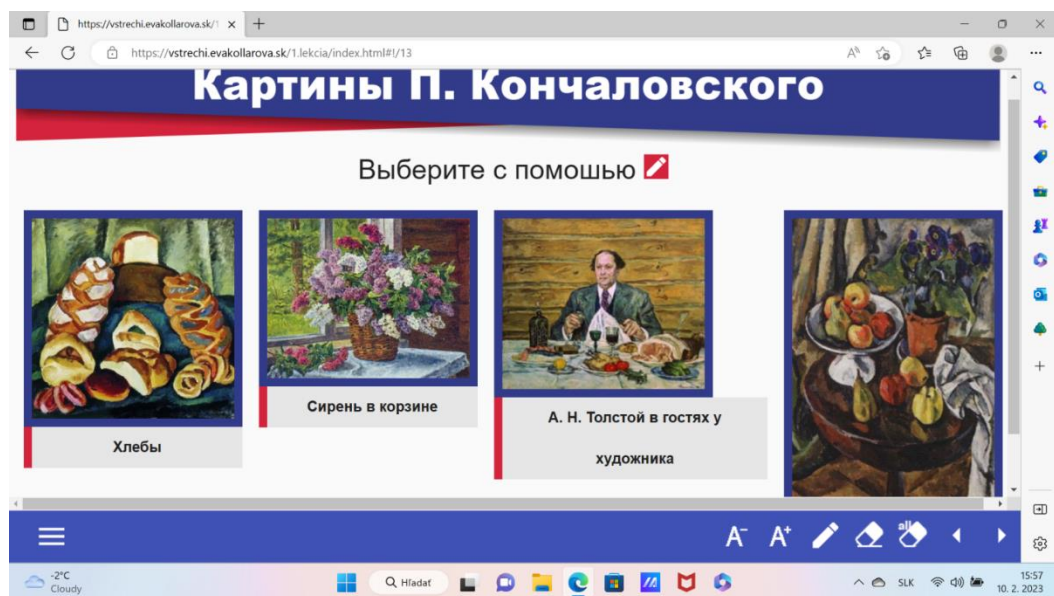 https://vstrechi.evakollarova.sk/1
https://vstrechi.evakollarova.sk/1.lekcia/index.html#!/13
Картины П. Кончаловского
Выберите с помошью
Хлебы
Сирень в корзине
А. Н. Толстой в гостях у
художника
A- A+ all
-2°C
Cloudy
Q Hľadať
SLK
15:57
10. 2. 2023